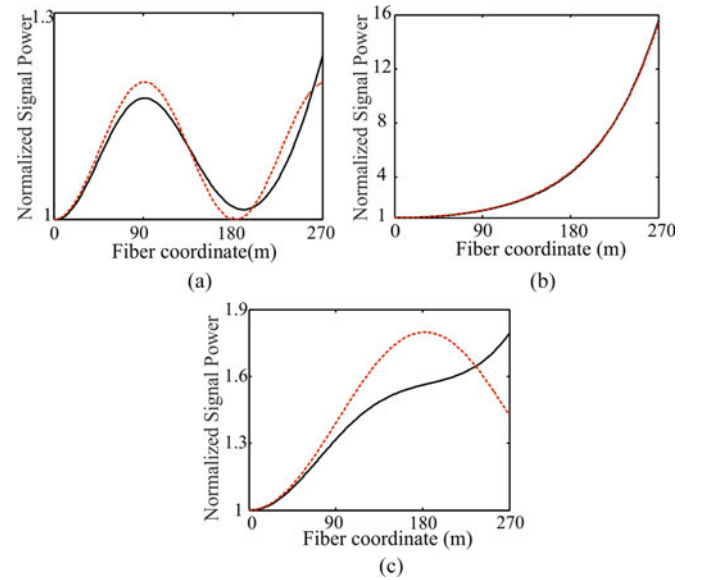 1.3
Normalized Signal Power
1
0
90
180
270
Fiber coordinate(m)
(a)
16
12
8
4
1
Normalized Signal Power
0
90
180
270
Fiber coordinate (m)
(b)
1.9
1.6
1.3
1
Normalized Signal Power
0
90
180
270
Fiber coordinate (m)
(c)